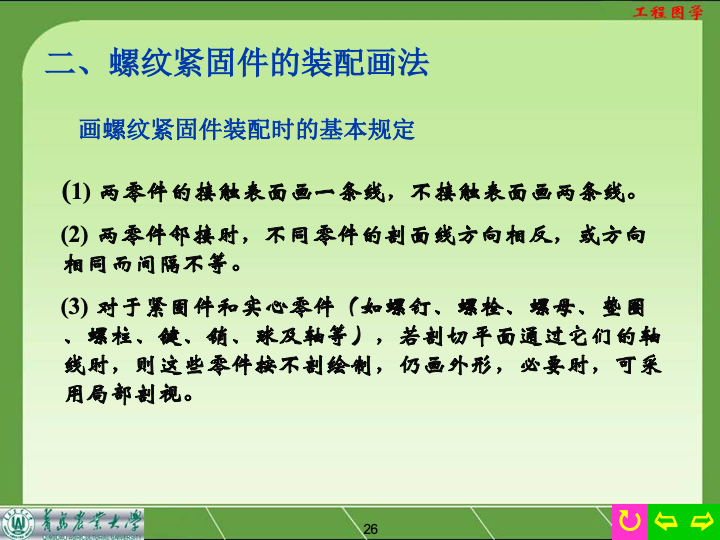 工程图学
二、螺纹紧固件的装配画法
画螺纹紧固件装配时的基本规定
(1) 两零件的接触表面画一条线，不接触表面画两条线。
(2) 两零件邻接时，不同零件的剖面线方向相反，或方向
相同而间隔不等。
(3) 对于紧固件和实心零件（如螺钉、螺栓、螺母、垫圈
、螺柱、键、销、球及轴等），若剖切平面通过它们的轴
线时，则这些零件按不剖绘制，仍画外形，必要时，可采
用局部剖视。
青岛农业大学
26